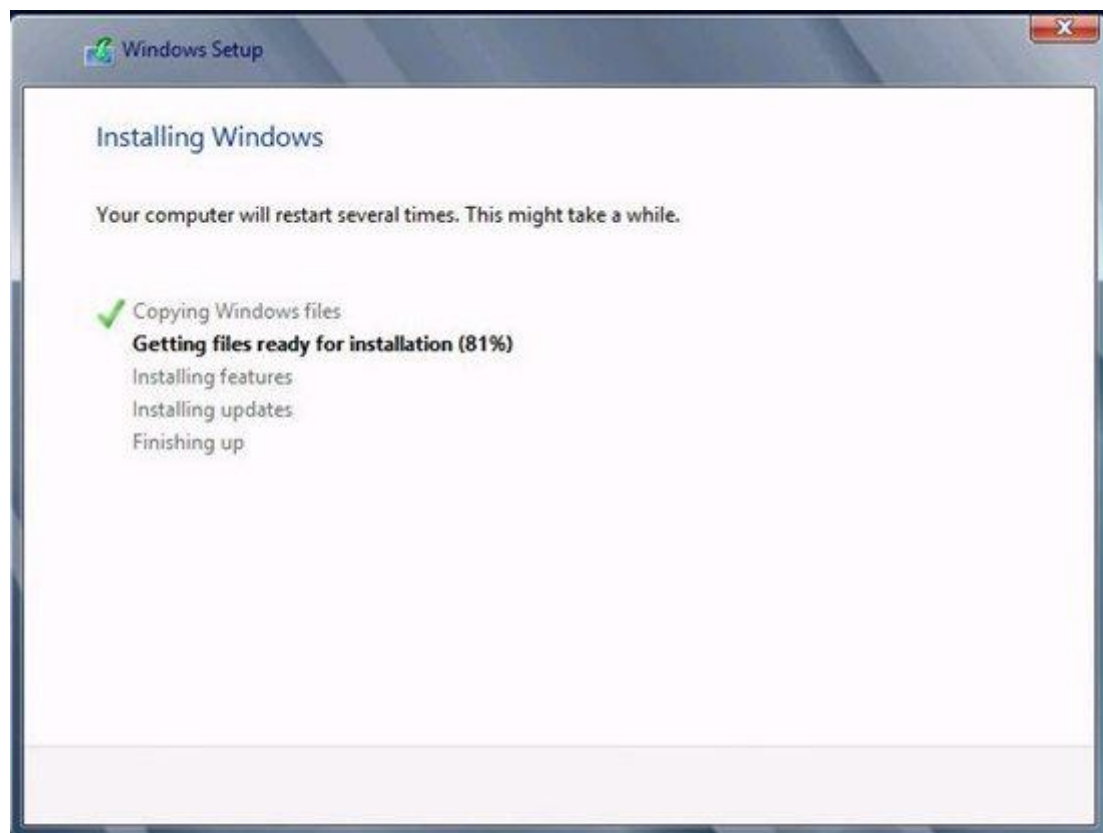 Windows Setup
Installing Windows
Your computer will restart several times. This might take a while.
Copying Windows files
Getting files ready for installation (81%)
Installing features
Installing updates
Finishing up